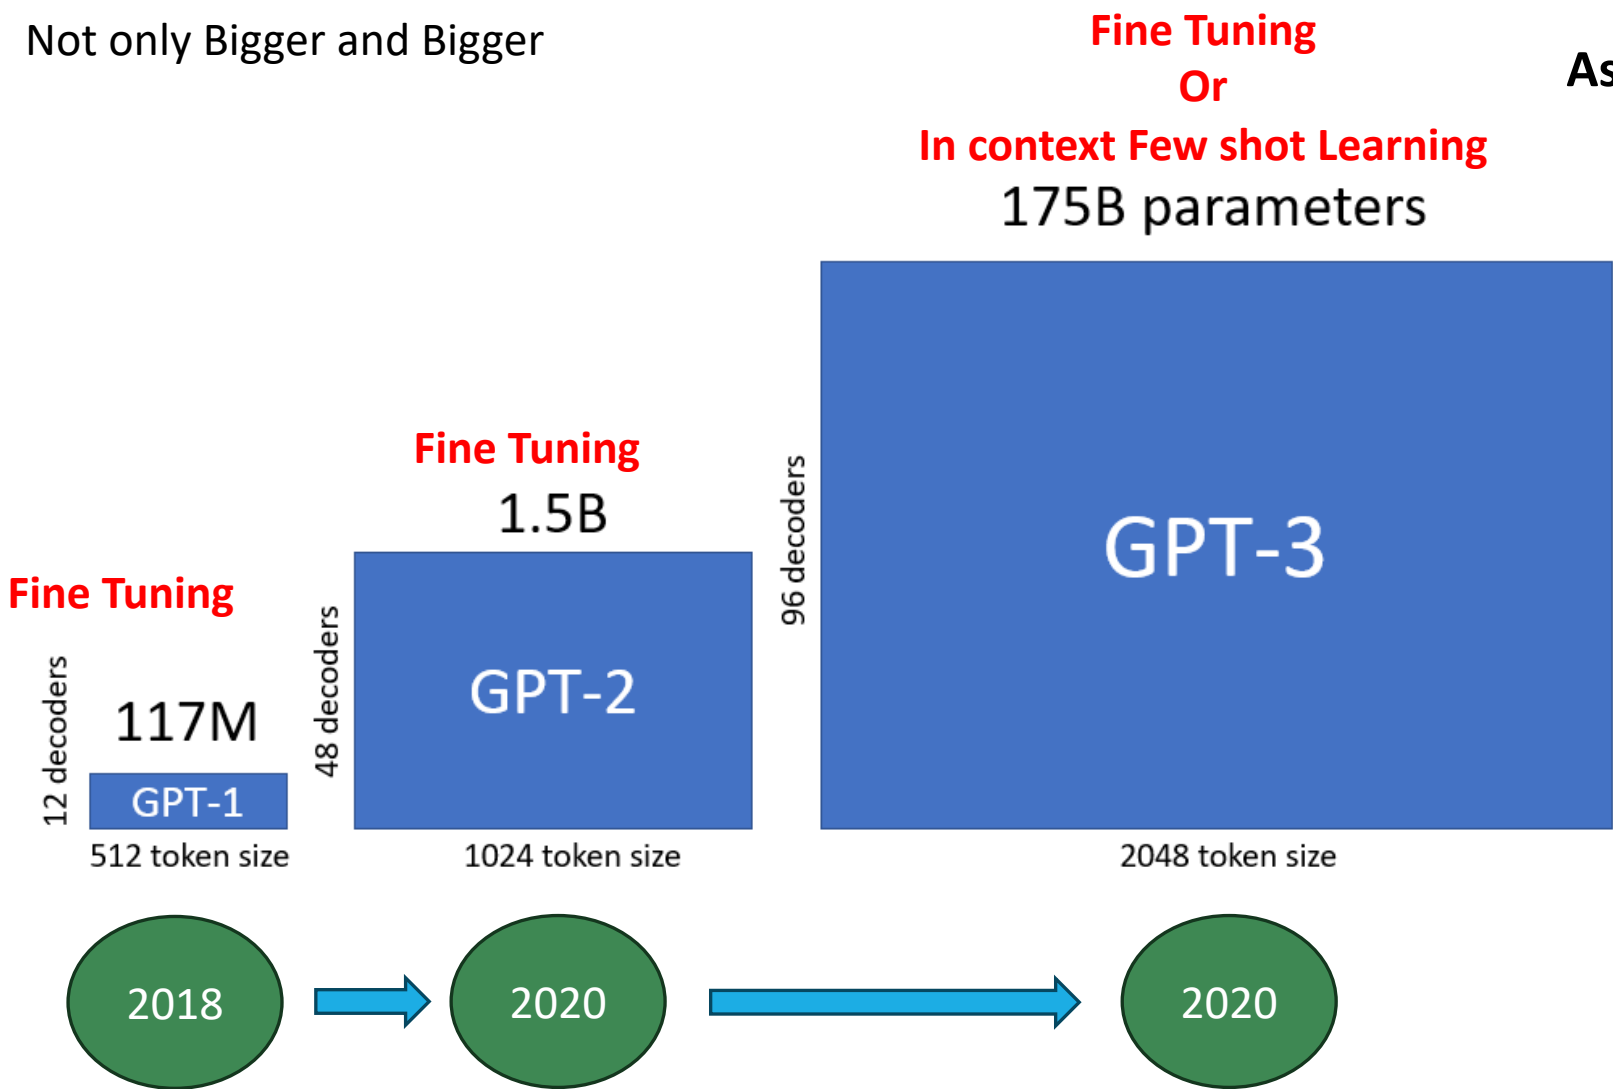 Not only Bigger and Bigger
Fine Tuning
Or
In context Few shot Learning
175B parameters
As
Fine Tuning
1.5B
Fine Tuning
117M
12 decoders
GPT-1
512 token size
48 decoders
GPT-2
1024 token size
96 decoders
GPT-3
2048 token size
2018
2020
2020